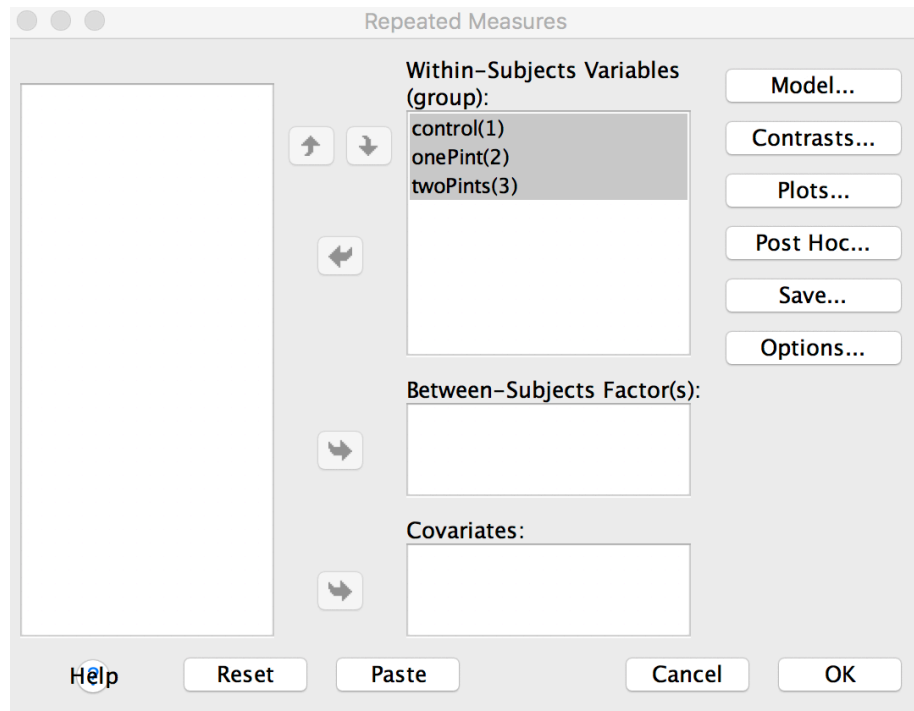 Repeated Measures
Within-Subjects Variables
(group):
control(1)
onePint(2)
twoPints(3)
Model...
Contrasts...
Plots...
Post Hoc...
Save...
Options...
Between-Subjects Factor(s):
Covariates:
Help
Reset
Paste
Cancel
OK